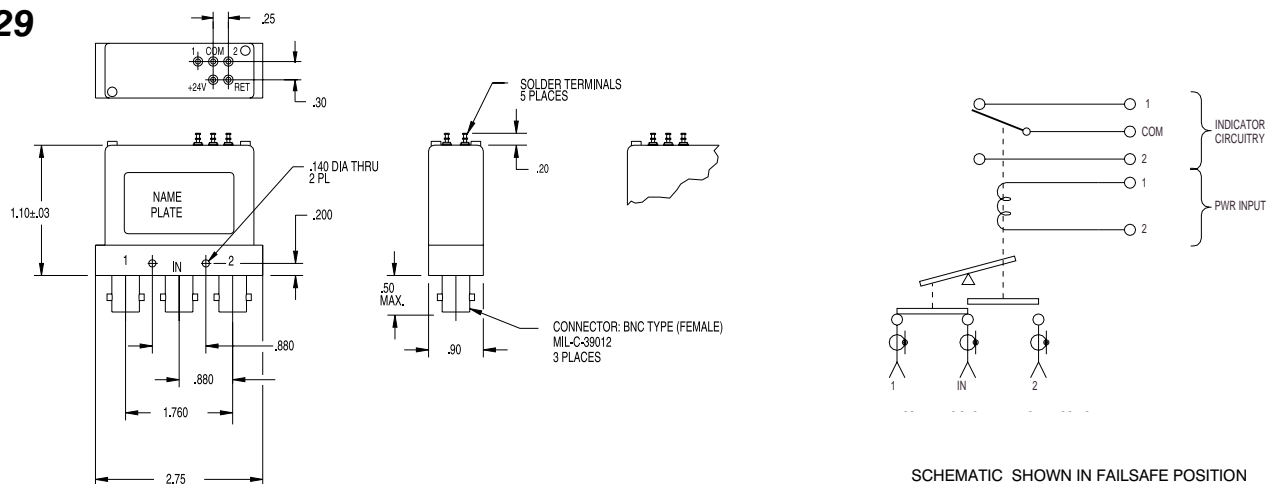 29
.25
1 COM 2
+24V RET
.30
SOLDER TERMINALS
5 PLACES
.20
.140 DIA THRU
2 PL
NAME
PLATE
1.10±.03
.200
1 IN 2
.50
MAX.
CONNECTOR: BNC TYPE (FEMALE)
MIL-C-39012
3 PLACES
.90
.880
.880
1.760
2.75
1
COM
2
INDICATOR
CIRCUITRY
1
2
PWR INPUT
1 IN 2
SCHEMATIC SHOWN IN FAILSAFE POSITION